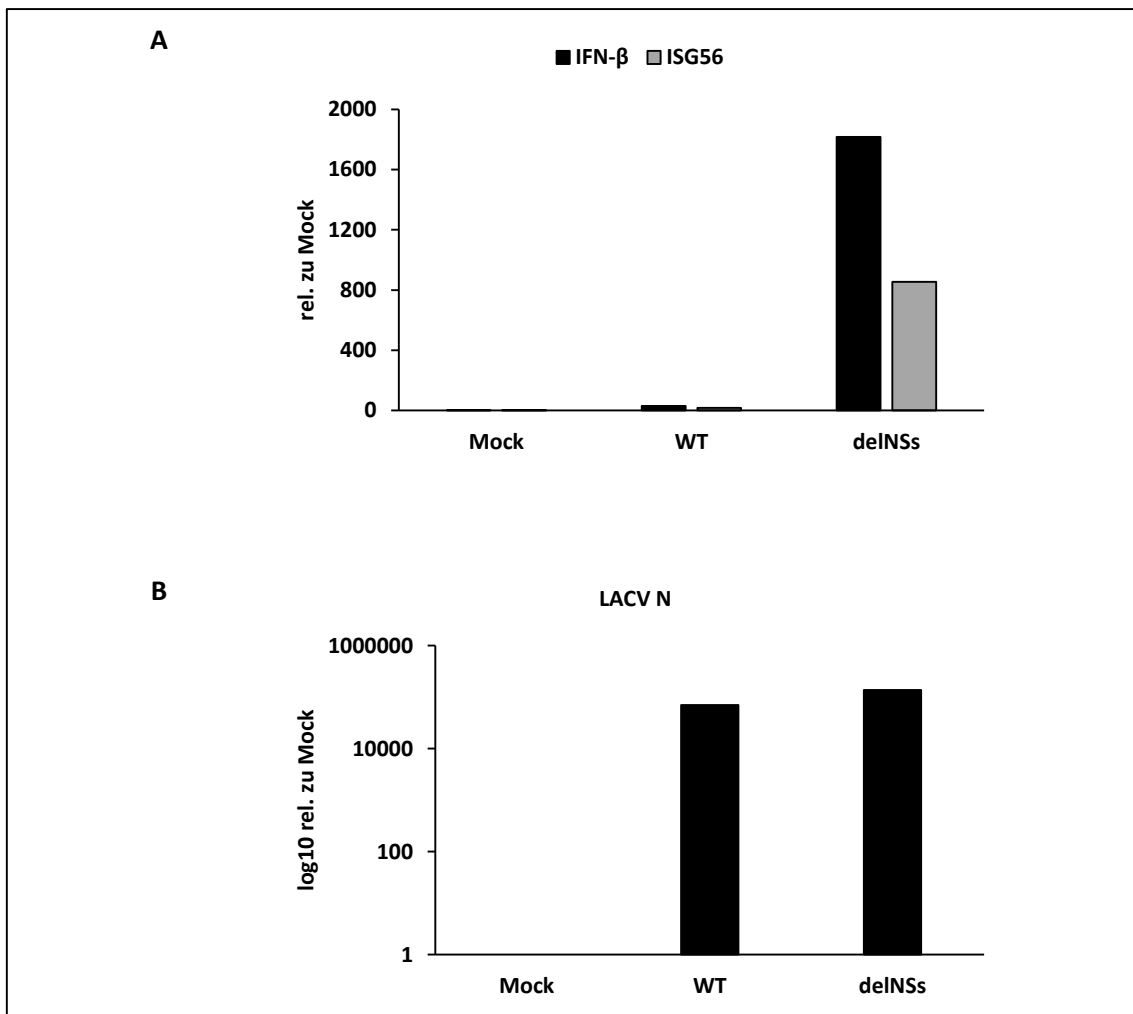 A
IFN-β ISG56
rel. zu Mock
2000
1600
1200
800
400
0
Mock WT delNSs
B
LACV N
log10 rel. zu Mock
1000000
10000
100
1
Mock WT delNSs